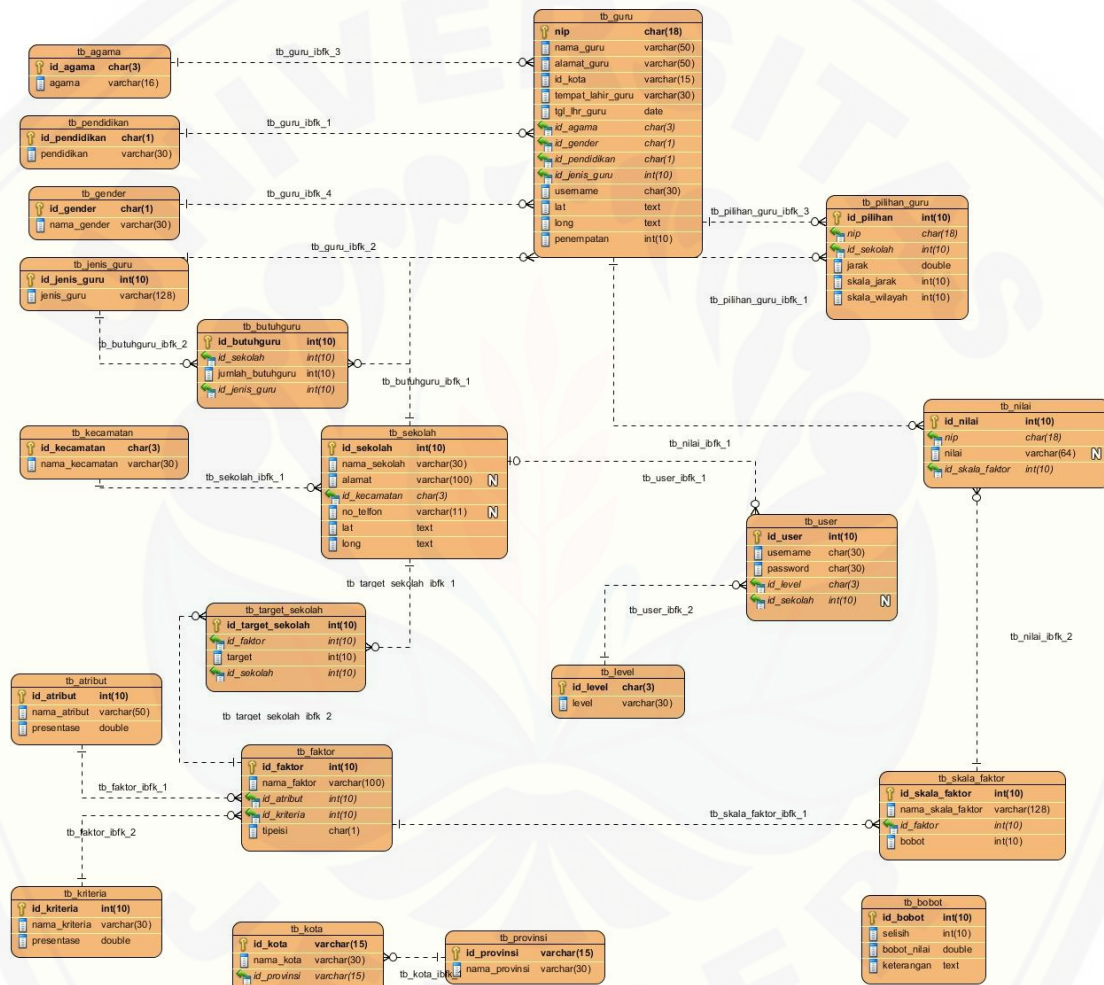 tb_guru
nip char(18)
nama_guru varchar(50)
alamat_guru varchar(50)
id_kota varchar(15)
tempat_lahir_guru varchar(30)
tgl_lhr_guru date
id_agama char(3)
id_gender char(1)
id_pendidikan char(1)
id_jenis_guru int(10)
username char(30)
lat text
long text
penempatan int(10)
tb_agama
id_agama char(3)
agama varchar(16)
tb_guru_ibfk_3
tb_pendidikan
id_pendidikan char(1)
pendidikan varchar(30)
tb_guru_ibfk_1
tb_gender
id_gender char(1)
nama_gender varchar(30)
tb_guru_ibfk_4
tb_guru_ibfk_2
tb_jenis_guru
id_jenis_guru int(10)
jenis_guru varchar(128)
tb_pilihan_guru_ibfk_3
tb_pilihan_guru
id_pilihan int(10)
nip char(18)
id_sekolah int(10)
jarak double
skala_jarak int(10)
skala_wilayah int(10)
tb_pilihan_guru_ibfk_1
tb_butuhguru
id_butuhguru int(10)
id_sekolah int(10)
jumlah_butuhguru int(10)
id_jenis_guru int(10)
tb_butuhguru_ibfk_2
tb_butuhguru_ibfk_1
tb_kecamatan
id_kecamatan char(3)
nama_kecamatan varchar(30)
tb_sekolah_ibfk_1
tb_sekolah
id_sekolah int(10)
nama_sekolah varchar(30)
alamat varchar(100) N
id_kecamatan char(3)
no_telfon varchar(11) N
lat text
long text
tb_nilai_ibfk_1
tb_user_ibfk_1
tb_nilai
id_nilai int(10)
nip char(18)
nilai varchar(64) N
id_skala_faktor int(10)
tb_user
id_user int(10)
username char(30)
password char(30)
id_level char(3)
id_sekolah int(10) N
tb_user_ibfk_2
tb_nilai_ibfk_2
tb_target_sekolah_ibfk_1
tb_target_sekolah
id_target_sekolah int(10)
id_faktor int(10)
target int(10)
id_sekolah int(10)
tb_level
id_level char(3)
level varchar(30)
tb_atribut
id_atribut int(10)
nama_atribut varchar(50)
presentase double
tb_target_sekolah_ibfk_2
tb_faktor
id_faktor int(10)
nama_faktor varchar(100)
id_atribut int(10)
id_kriteria int(10)
tipeisi char(1)
tb_faktor_ibfk_1
tb_faktor_ibfk_2
tb_skala_faktor_ibfk_1
tb_skala_faktor
id_skala_faktor int(10)
nama_skala_faktor varchar(128)
id_faktor int(10)
bobot int(10)
tb_kriteria
id_kriteria int(10)
nama_kriteria varchar(30)
presentase double
tb_kota
id_kota varchar(15)
nama_kota varchar(30)
id_provinsi varchar(15)
tb_provinsi
id_provinsi varchar(15)
nama_provinsi varchar(30)
tb_bobot
id_bobot int(10)
selisih int(10)
bobot_nilai double
keterangan text
UNIVERSITAS